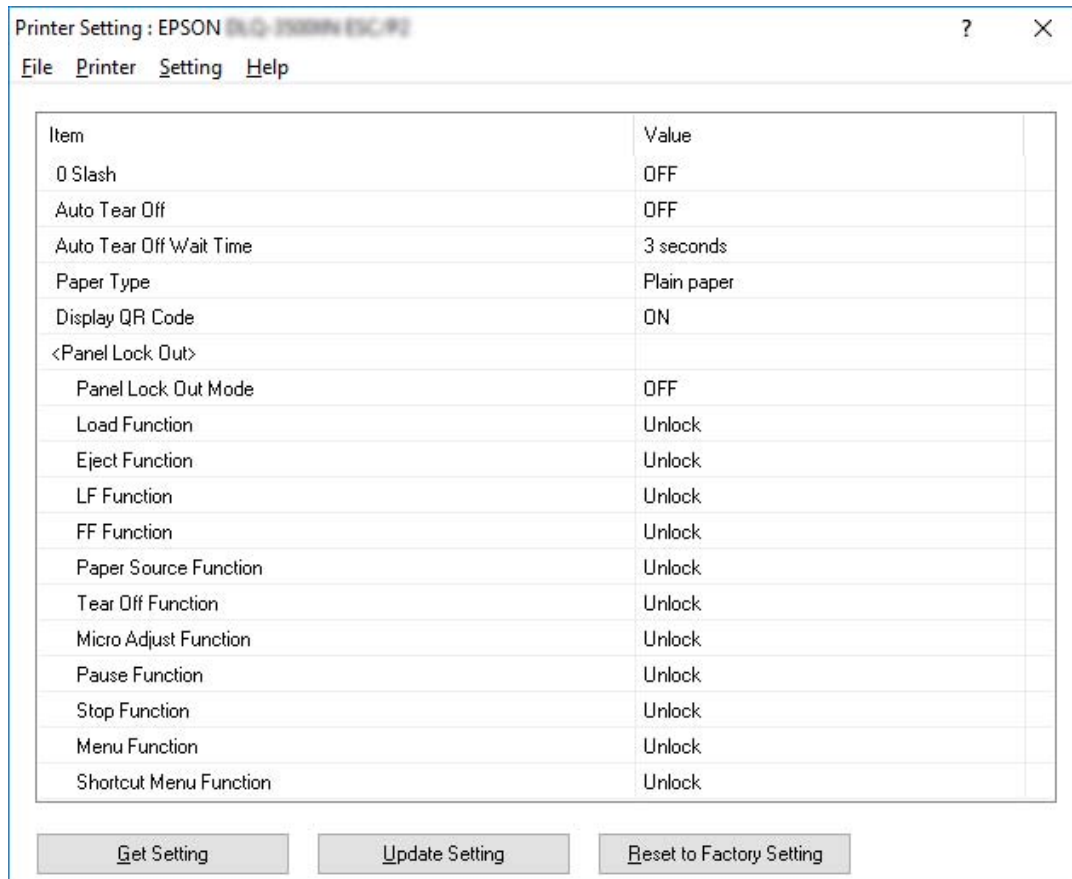 Printer Setting : EPSON
? X
File Printer Setting Help
Item Value
0 Slash OFF
Auto Tear Off OFF
Auto Tear Off Wait Time 3 seconds
Paper Type Plain paper
Display QR Code ON
<Panel Lock Out>
Panel Lock Out Mode OFF
Load Function Unlock
Eject Function Unlock
LF Function Unlock
FF Function Unlock
Paper Source Function Unlock
Tear Off Function Unlock
Micro Adjust Function Unlock
Pause Function Unlock
Stop Function Unlock
Menu Function Unlock
Shortcut Menu Function Unlock
Get Setting Update Setting Reset to Factory Setting